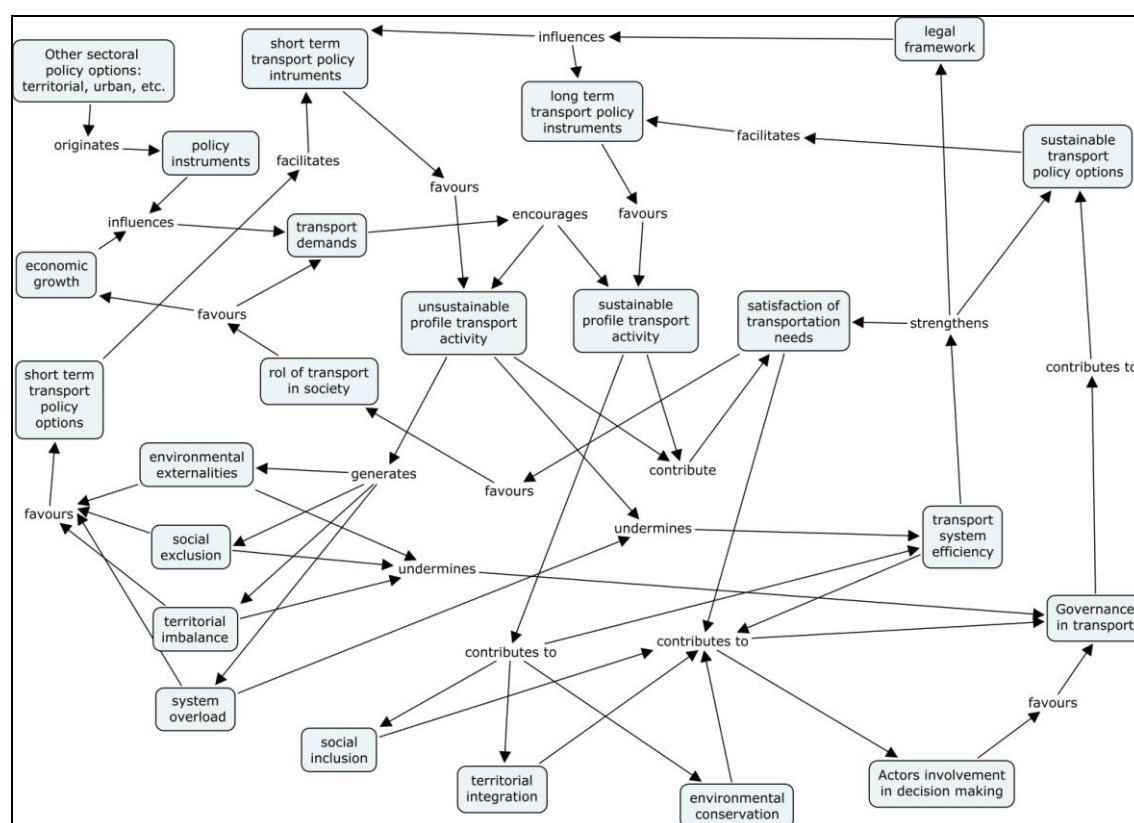 Other sectoral
policy options:
territorial, urban, etc.
short term
transport policy
intruments
influences
legal
framework
long term
transport policy
instruments
originates
policy
instruments
facilitates
facilitates
sustainable
transport
policy options
favours
influences
transport
demands
encourages
favours
economic
growth
favours
unsustainable
profile transport
activity
sustainable
profile transport
activity
satisfaction of
transportation
needs
strengthens
short term
transport
policy
options
rol of transport
in society
contributes to
environmental
externalities
generates
favours
contribute
favours
social
exclusion
undermines
undermines
transport
system
efficiency
territorial
imbalance
contributes to
contributes to
Governance
in transport
system
overload
favours
social
inclusion
territorial
integration
environmental
conservation
Actors involvement
in decision making